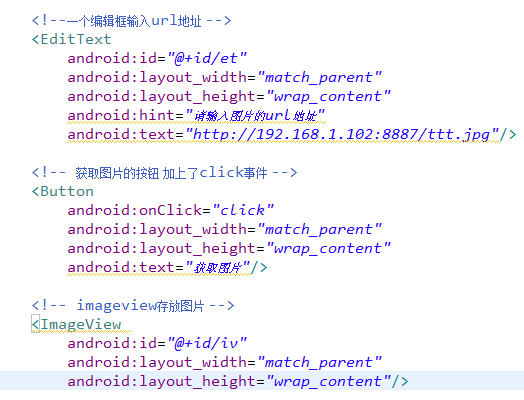 <!--一个编辑框输入url地址 -->
<EditText
android:id="@+id/et"
android:layout_width="match_parent"
android:layout_height="wrap_content"
android:hint="请输入图片的url地址"
android:text="http://192.168.1.102:8887/ttt.jpg"/>
<!-- 获取图片的按钮 加上了click事件 -->
<Button
android:onClick="click"
android:layout_width="match_parent"
android:layout_height="wrap_content"
android:text="获取图片"/>
<!-- imageview存放图片 -->
<ImageView
android:id="@+id/iv"
android:layout_width="match_parent"
android:layout_height="wrap_content"/>